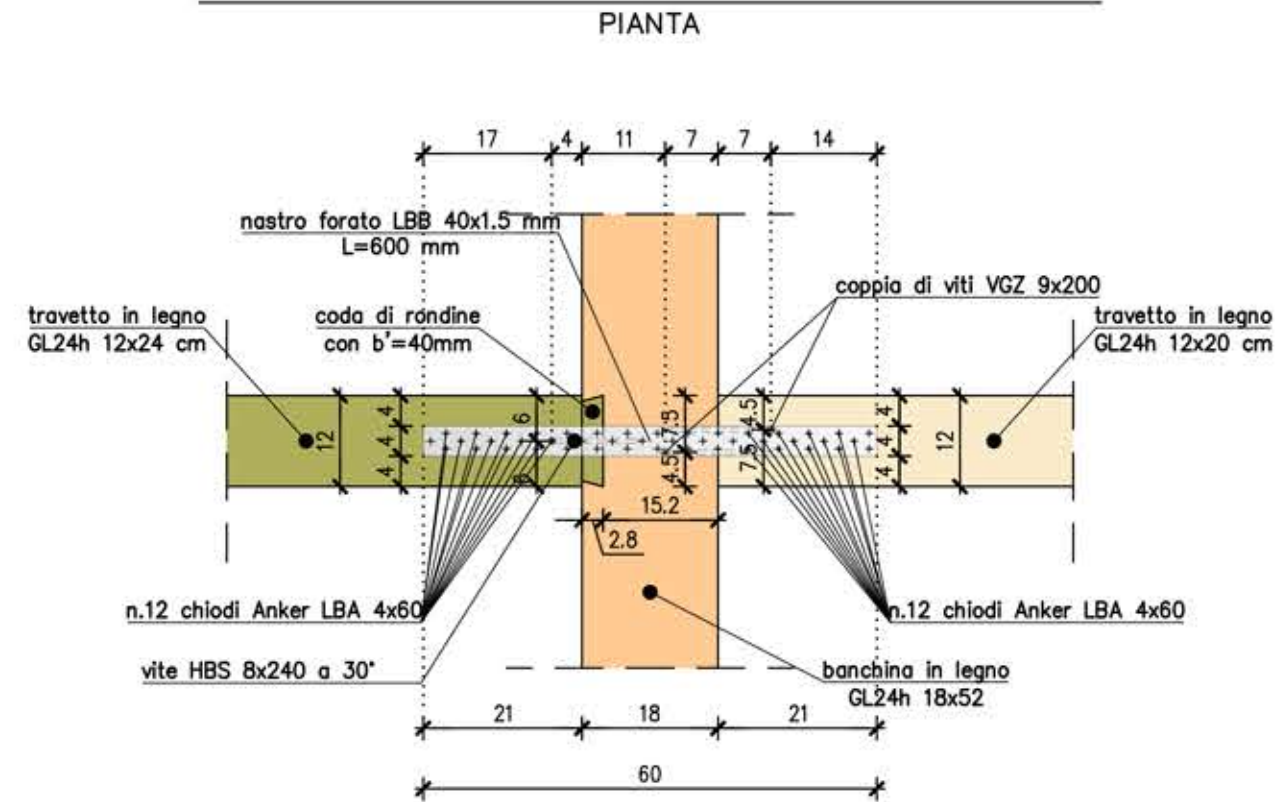 PIANTA
17 4 11 7 7 14
nastro forato LBB 40x1.5 mm
L=600 mm
coppia di viti VGZ 9x200
travetto in legno
GL24h 12x24 cm
coda di rondine
con b'=40mm
travetto in legno
GL24h 12x20 cm
12
4
4
4
6
6
7.5
4.5
4.5
7.5
4
4
4
12
15.2
2.8
n.12 chiodi Anker LBA 4x60
n.12 chiodi Anker LBA 4x60
vite HBS 8x240 a 30°
banchina in legno
GL24h 18x52
21 18 21
60